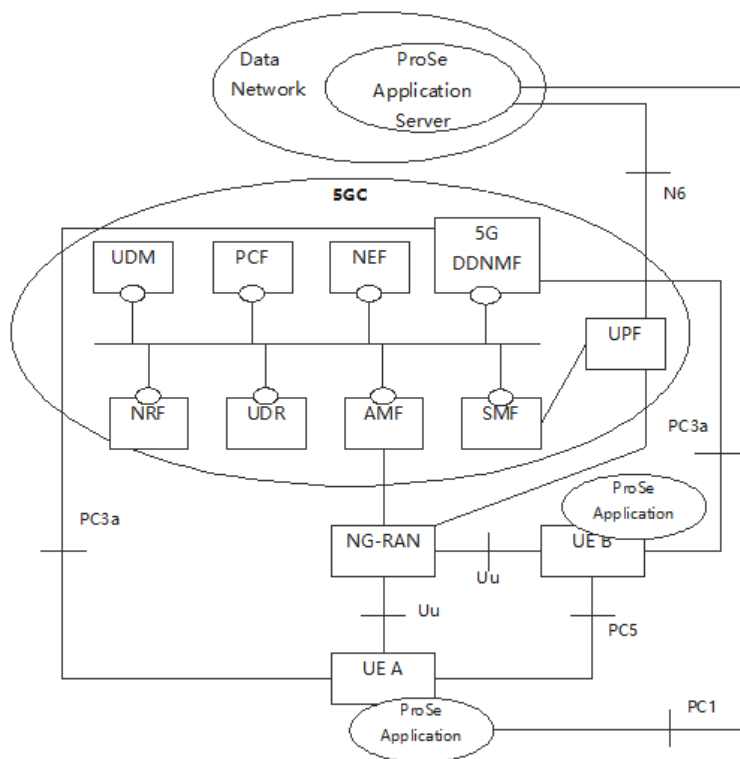 Data
Network
ProSe
Application
Server
N6
5GC
UDM
PCF
NEF
5G
DDNMF
UPF
NRF
UDR
AMF
SMF
PC3a
PC3a
ProSe
Application
NG-RAN
UE B
Uu
Uu
PC5
UE A
ProSe
Application
PC1